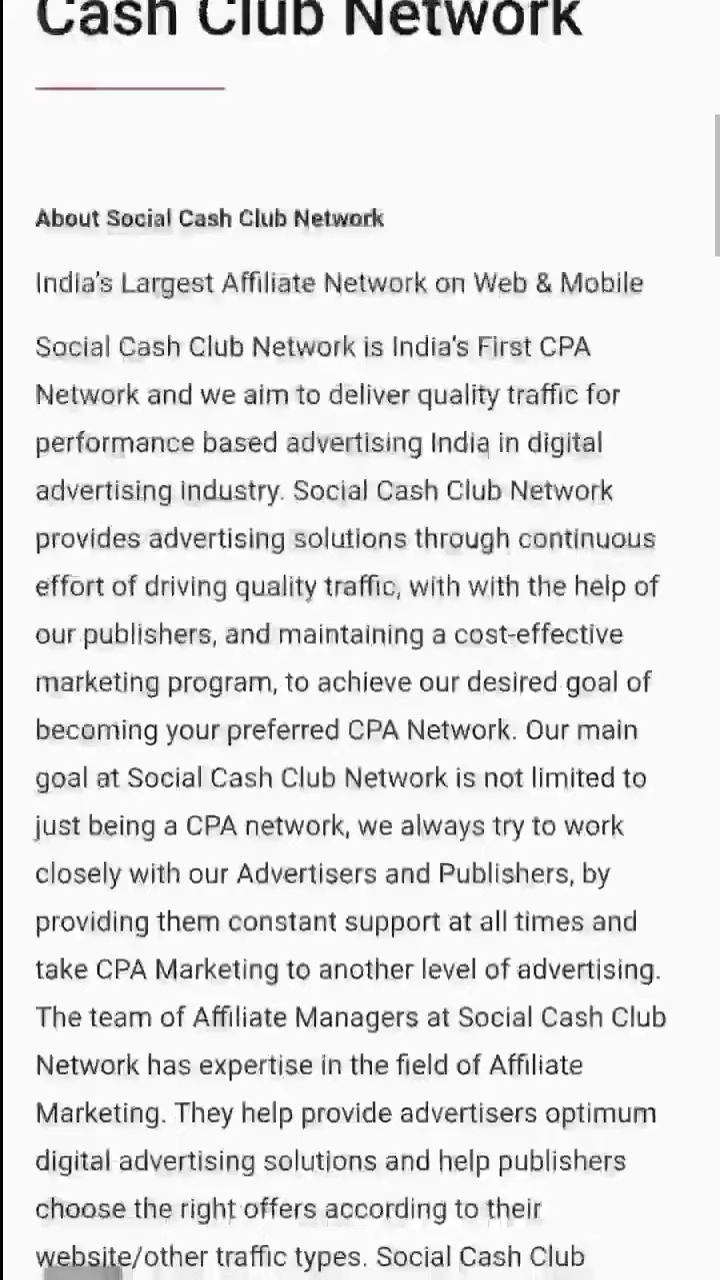 Cash Club Network
About Social Cash Club Network
India's Largest Affiliate Network on Web & Mobile
Social Cash Club Network is India's First CPA
Network and we aim to deliver quality traffic for
performance based advertising India in digital
advertising industry. Social Cash Club Network
provides advertising solutions through continuous
effort of driving quality traffic, with with the help of
our publishers, and maintaining a cost-effective
marketing program, to achieve our desired goal of
becoming your preferred CPA Network. Our main
goal at Social Cash Club Network is not limited to
just being a CPA network, we always try to work
closely with our Advertisers and Publishers, by
providing them constant support at all times and
take CPA Marketing to another level of advertising.
The team of Affiliate Managers at Social Cash Club
Network has expertise in the field of Affiliate
Marketing. They help provide advertisers optimum
digital advertising solutions and help publishers
choose the right offers according to their
website/other traffic types. Social Cash Club